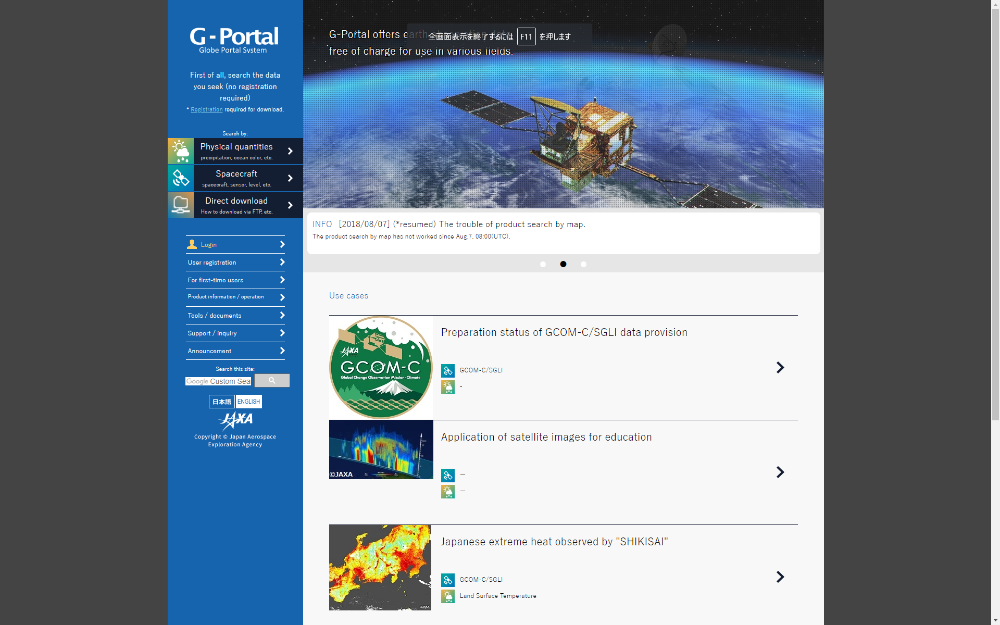 G-Portal
Globe Portal System
First of all, search the data
you seek (no registration
required)
* Registration required for download.
Search by:
Physical quantities
precipitation, ocean color, etc.
Spacecraft
spacecraft, sensor, level, etc.
Direct download
How to download via FTP, etc.
Login
User registration
For first-time users
Product information / operation
Tools / documents
Support / inquiry
Announcement
Search this site:
Google Custom Sea
日本語 ENGLISH
JAXA
Copyright © Japan Aerospace
Exploration Agency
G-Portal offers earth observation data
free of charge for use in various fields.
全画面表示を終了するには F11 を押します
INFO [2018/08/07] (*resumed) The trouble of product search by map.
The product search by map has not worked since Aug.7, 08:00(UTC).
Use cases
JAXA
GCOM-C
Global Change Observation Mission - Climate
Preparation status of GCOM-C/SGLI data provision
GCOM-C/SGLI
-
©JAXA
Application of satellite images for education
—
—
©JAXA
Japanese extreme heat observed by "SHIKISAI"
GCOM-C/SGLI
Land Surface Temperature